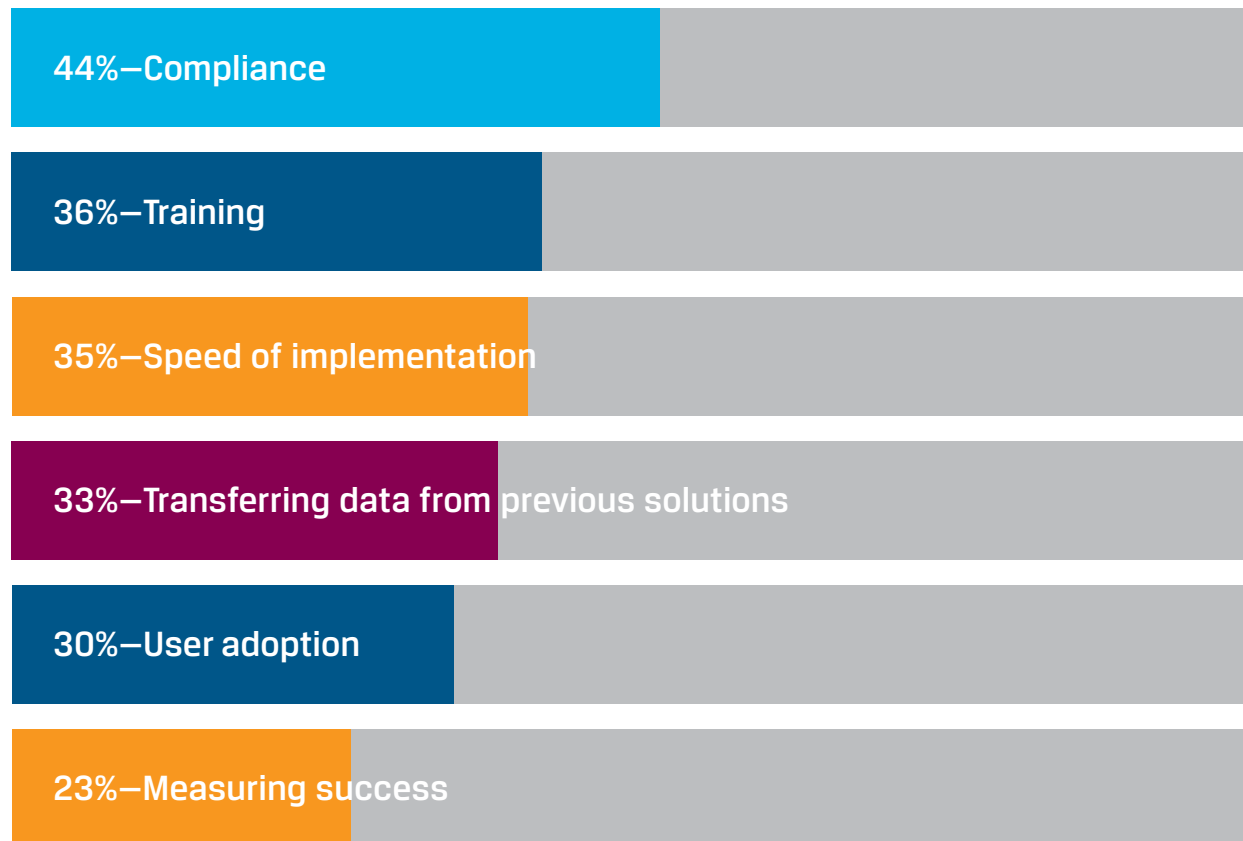 44%—Compliance
36%—Training
35%—Speed of implementation
33%—Transferring data from previous solutions
30%—User adoption
23%—Measuring success